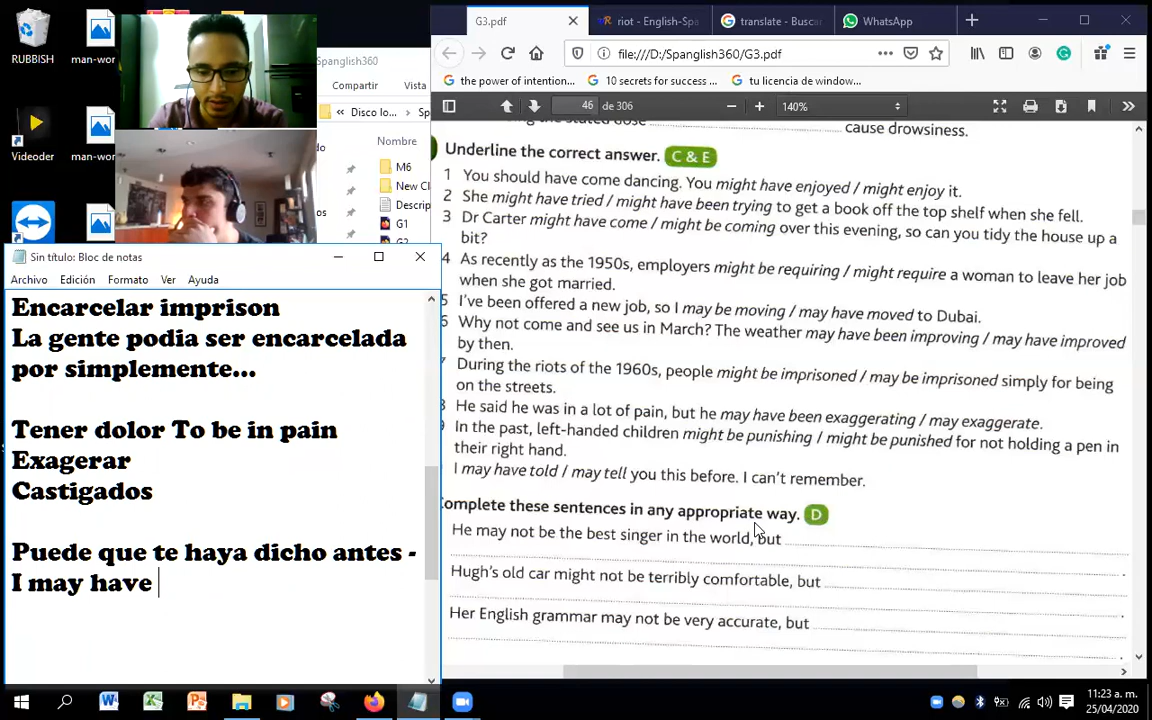 RUBBISH
man-wor
Videoder
man-wor
Spanglish360
Compartir
Vista
Disco lo...
Sp
Nombre
M6
New Cl
Descrip
G1
G3.pdf
riot - English-Spa
translate - Buscar
WhatsApp
file:///D:/Spanglish360/G3.pdf
the power of intention...
10 secrets for success ...
tu licencia de window...
46 de 306
140%
cause drowsiness.
Underline the correct answer. C & E
1 You should have come dancing. You might have enjoyed / might enjoy it.
2 She might have tried / might have been trying to get a book off the top shelf when she fell.
3 Dr Carter might have come / might be coming over this evening, so can you tidy the house up a
bit?
4 As recently as the 1950s, employers might be requiring / might require a woman to leave her job
when she got married.
5 I've been offered a new job, so I may be moving / may have moved to Dubai.
6 Why not come and see us in March? The weather may have been improving / may have improved
by then.
7 During the riots of the 1960s, people might be imprisoned / may be imprisoned simply for being
on the streets.
8 He said he was in a lot of pain, but he may have been exaggerating / may exaggerate.
9 In the past, left-handed children might be punishing / might be punished for not holding a pen in
their right hand.
I may have told / may tell you this before. I can't remember.
Complete these sentences in any appropriate way. D
He may not be the best singer in the world, but
Hugh's old car might not be terribly comfortable, but
Her English grammar may not be very accurate, but
Sin título: Bloc de notas
Archivo Edición Formato Ver Ayuda
Encarcelar imprison
La gente podia ser encarcelada
por simplemente...
Tener dolor To be in pain
Exagerar
Castigados
Puede que te haya dicho antes -
I may have
11:23 a. m.
25/04/2020